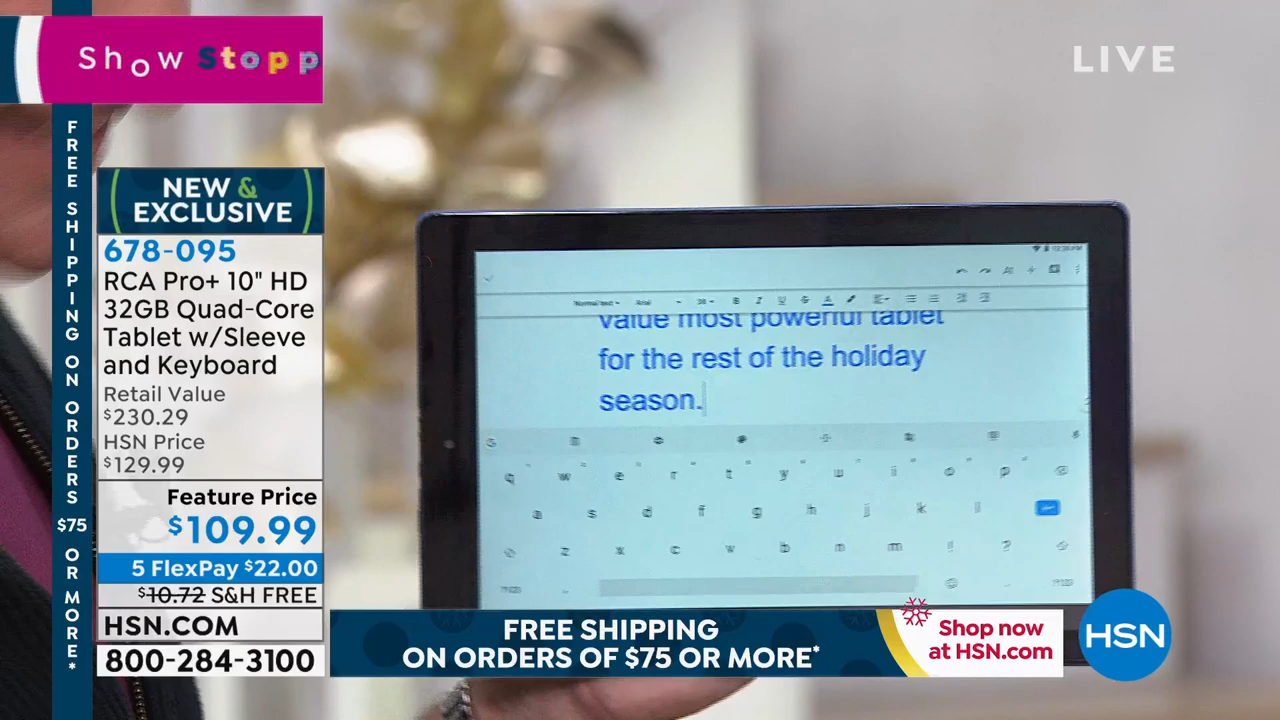 Show Stopp
LIVE
FREE SHIPPING ON ORDERS $75 OR MORE*
NEW &
EXCLUSIVE
678-095
RCA Pro+ 10" HD
32GB Quad-Core
Tablet w/Sleeve
and Keyboard
Retail Value
$230.29
HSN Price
$129.99
Feature Price
$109.99
5 FlexPay $22.00
$10.72 S&H FREE
HSN.COM
800-284-3100
Normal text
Arial
B I U S A
value most powerful tablet
for the rest of the holiday
season.
q w e r t y u i o p
a s d f g h j k l
z x c v b n m ! ?
FREE SHIPPING
ON ORDERS OF $75 OR MORE*
Shop now
at HSN.com
HSN